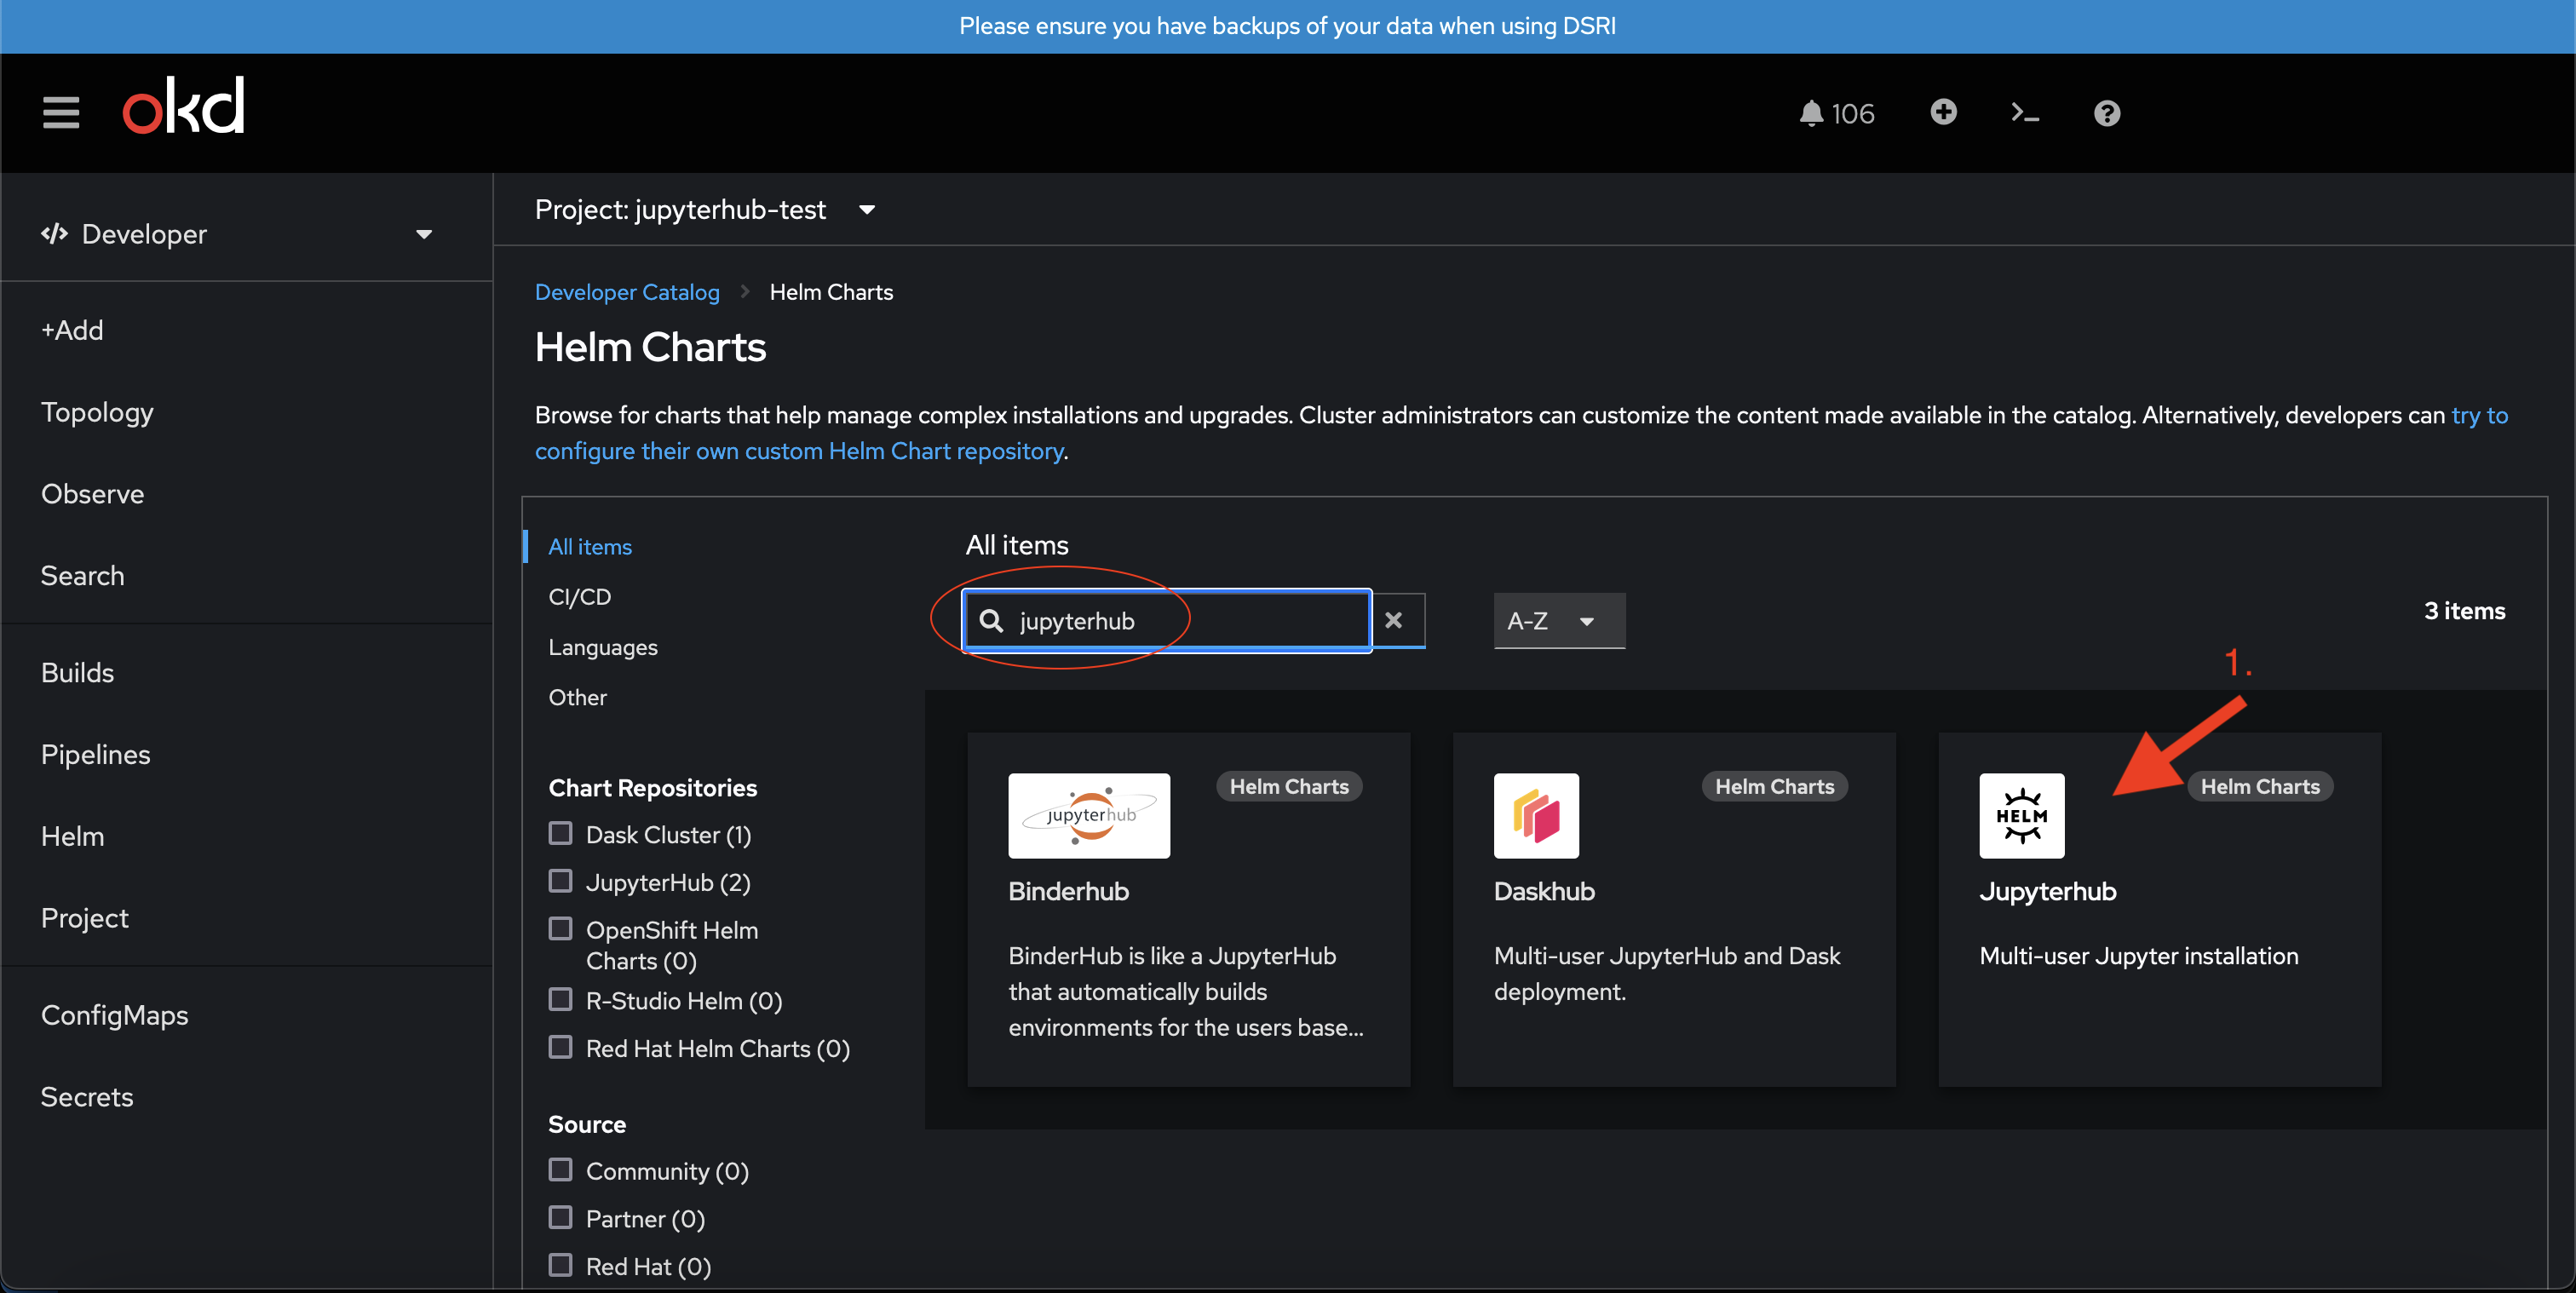 Please ensure you have backups of your data when using DSRI
okd
106
Developer
+Add
Topology
Observe
Search
Builds
Pipelines
Helm
Project
ConfigMaps
Secrets
Project: jupyterhub-test
Developer Catalog
Helm Charts
Helm Charts
Browse for charts that help manage complex installations and upgrades. Cluster administrators can customize the content made available in the catalog. Alternatively, developers can try to
configure their own custom Helm Chart repository.
All items
CI/CD
Languages
Other
Chart Repositories
Dask Cluster (1)
JupyterHub (2)
OpenShift Helm
Charts (0)
R-Studio Helm (0)
Red Hat Helm Charts (0)
Source
Community (0)
Partner (0)
Red Hat (0)
All items
jupyterhub
A-Z
3 items
1.
jupyterhub
Helm Charts
Binderhub
BinderHub is like a JupyterHub
that automatically builds
environments for the users base...
Helm Charts
Daskhub
Multi-user JupyterHub and Dask
deployment.
HELM
Helm Charts
Jupyterhub
Multi-user Jupyter installation